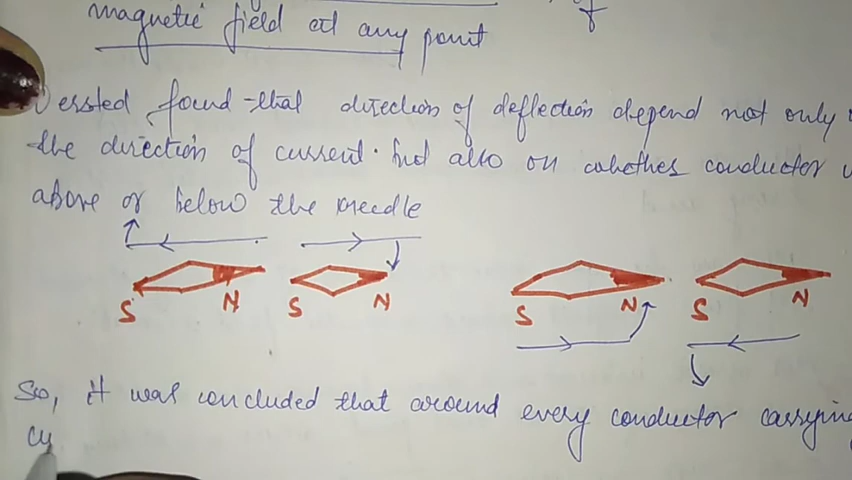 magnetic field at any point
Oersted found that direction of deflection depend not only
the direction of current. but also on whether conductor
above or below the needle
S N S N S N S N
So, it was concluded that around every conductor carrying
cu